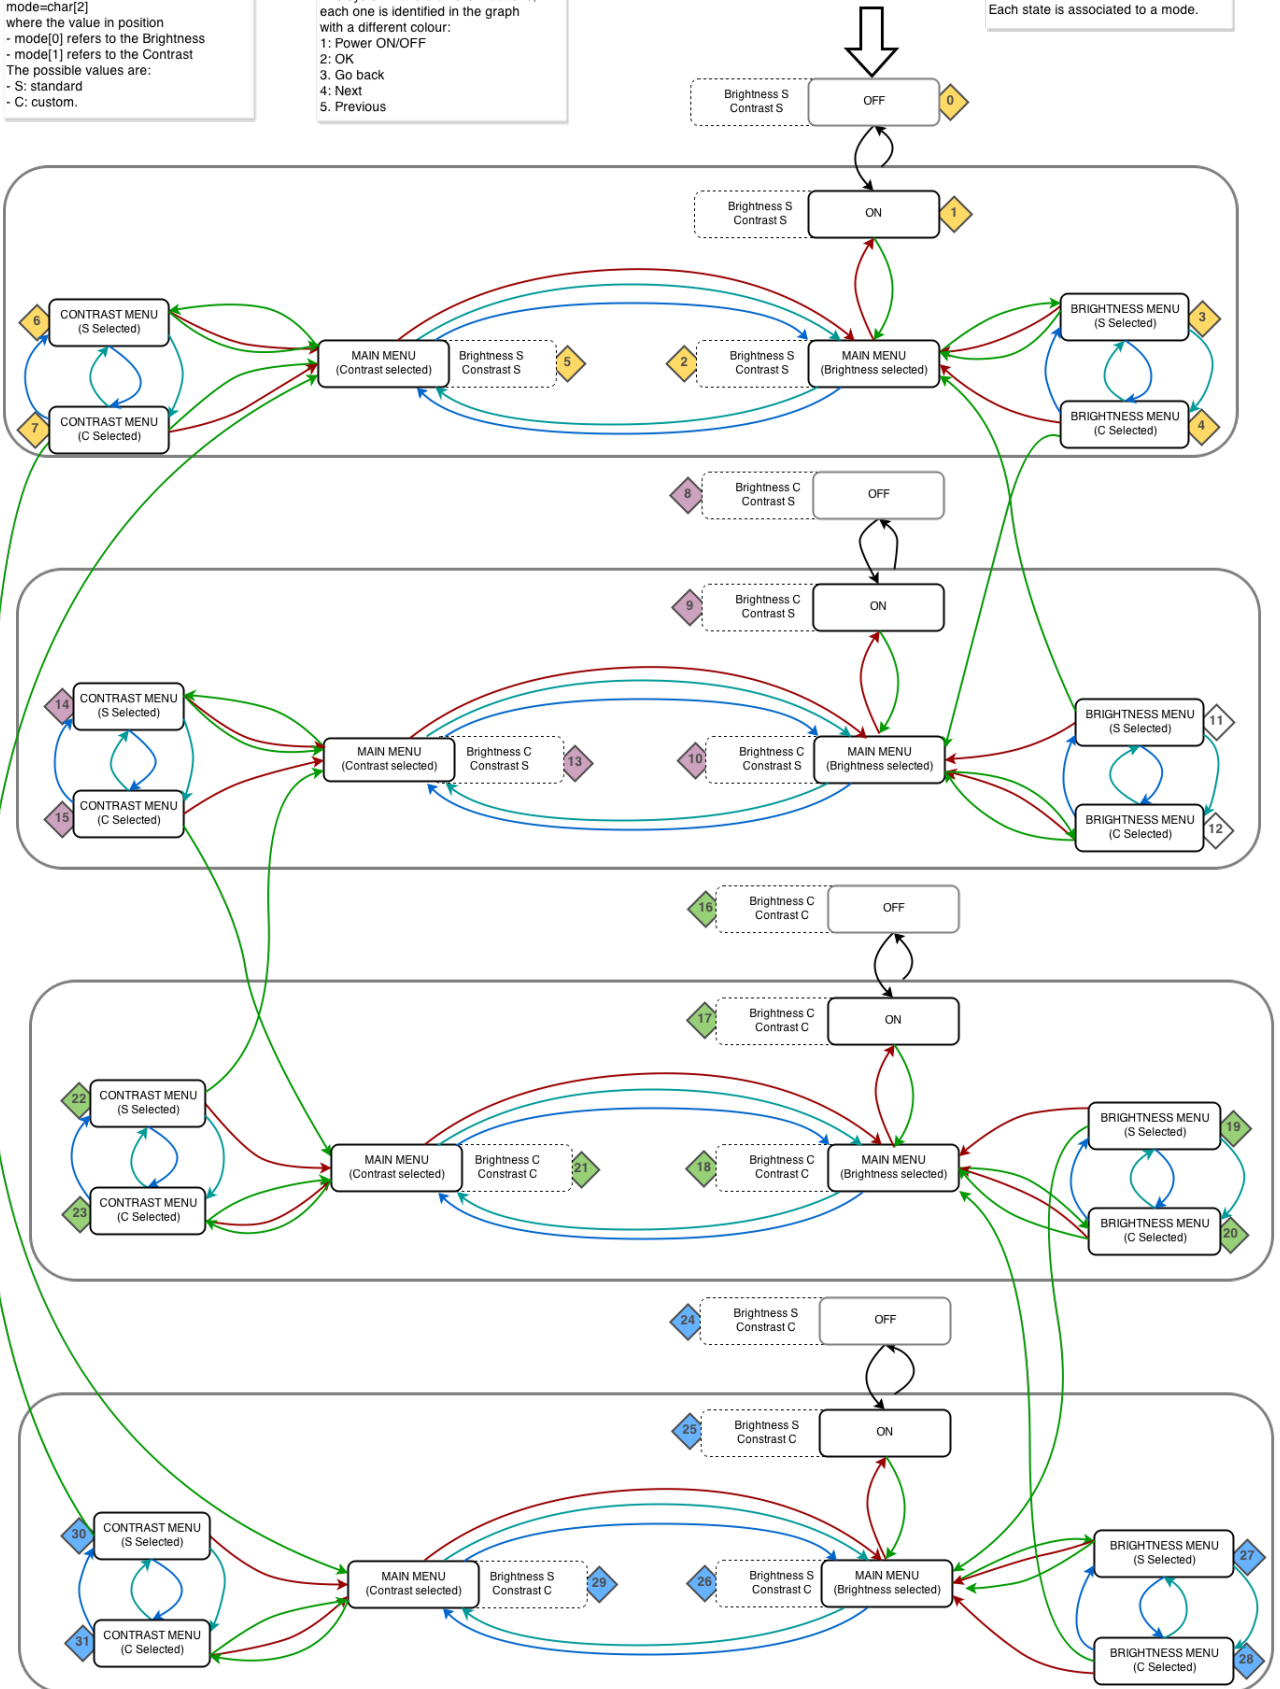 mode=char[2]
where the value in position
- mode[0] refers to the Brightness
- mode[1] refers to the Contrast
The possible values are:
- S: standard
- C: custom.
each one is identified in the graph
with a different colour:
1: Power ON/OFF
2: OK
3. Go back
4: Next
5. Previous
Each state is associated to a mode.
Brightness S
Contrast S
OFF
0
Brightness S
Contrast S
ON
1
6
CONTRAST MENU
(S Selected)
7
CONTRAST MENU
(C Selected)
MAIN MENU
(Contrast selected)
Brightness S
Constrast S
5
2
Brightness S
Contrast S
MAIN MENU
(Brightness selected)
BRIGHTNESS MENU
(S Selected)
3
BRIGHTNESS MENU
(C Selected)
4
8
Brightness C
Contrast S
OFF
9
Brightness C
Contrast S
ON
14
CONTRAST MENU
(S Selected)
15
CONTRAST MENU
(C Selected)
MAIN MENU
(Contrast selected)
Brightness C
Constrast S
13
10
Brightness C
Contrast S
MAIN MENU
(Brightness selected)
BRIGHTNESS MENU
(S Selected)
11
BRIGHTNESS MENU
(C Selected)
12
16
Brightness C
Contrast C
OFF
17
Brightness C
Contrast C
ON
22
CONTRAST MENU
(S Selected)
23
CONTRAST MENU
(C Selected)
MAIN MENU
(Contrast selected)
Brightness C
Constrast C
21
18
Brightness C
Contrast C
MAIN MENU
(Brightness selected)
BRIGHTNESS MENU
(S Selected)
19
BRIGHTNESS MENU
(C Selected)
20
24
Brightness S
Constrast C
OFF
25
Brightness S
Constrast C
ON
30
CONTRAST MENU
(S Selected)
31
CONTRAST MENU
(C Selected)
MAIN MENU
(Contrast selected)
Brightness S
Constrast C
29
26
Brightness S
Constrast C
MAIN MENU
(Brightness selected)
BRIGHTNESS MENU
(S Selected)
27
BRIGHTNESS MENU
(C Selected)
28